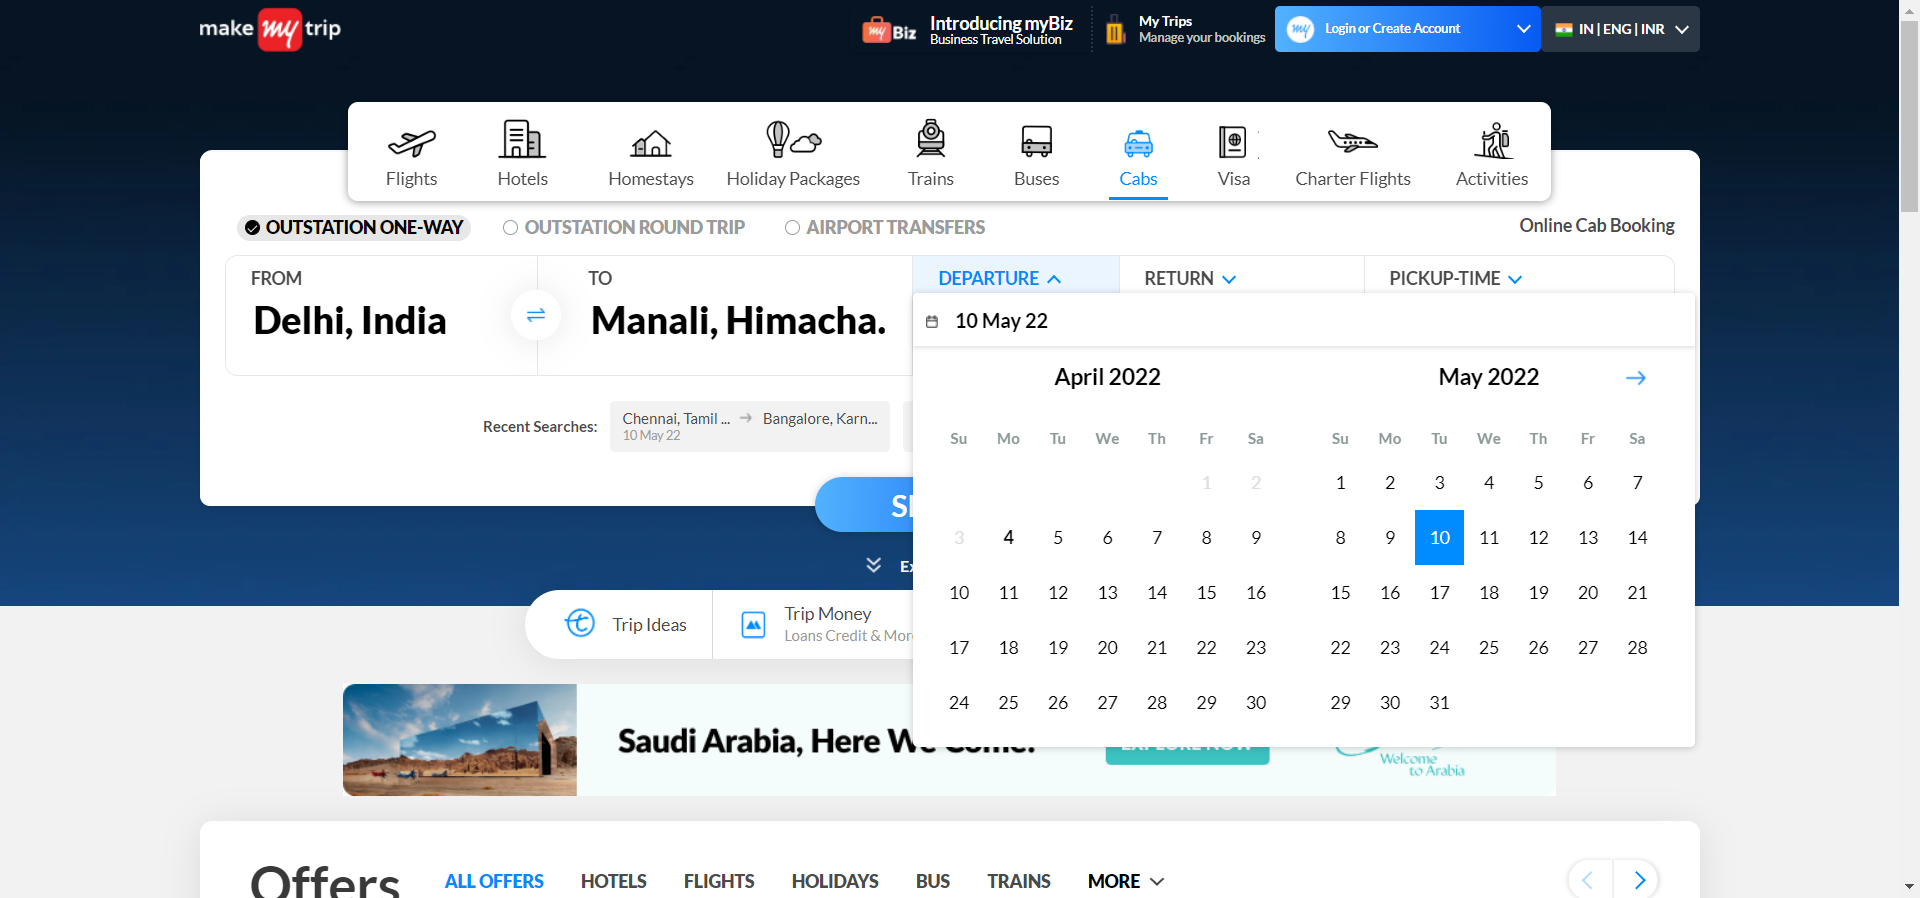 make my trip
my Biz
Introducing myBiz
Business Travel Solution
My Trips
Manage your bookings
my
Login or Create Account
IN | ENG | INR
Flights
Hotels
Homestays
Holiday Packages
Trains
Buses
Cabs
Visa
Charter Flights
Activities
OUTSTATION ONE-WAY
OUTSTATION ROUND TRIP
AIRPORT TRANSFERS
Online Cab Booking
FROM
Delhi, India
TO
Manali, Himacha.
DEPARTURE
RETURN
PICKUP-TIME
10 May 22
Recent Searches:
Chennai, Tamil ... → Bangalore, Karn...
10 May 22
April 2022
Su Mo Tu We Th Fr Sa
1 2
3 4 5 6 7 8 9
10 11 12 13 14 15 16
17 18 19 20 21 22 23
24 25 26 27 28 29 30
May 2022
Su Mo Tu We Th Fr Sa
1 2 3 4 5 6 7
8 9 10 11 12 13 14
15 16 17 18 19 20 21
22 23 24 25 26 27 28
29 30 31
Trip Ideas
Trip Money
Loans Credit & More
Saudi Arabia, Here We Come!
EXPLORE NOW
Welcome
to Arabia
Offers
ALL OFFERS
HOTELS
FLIGHTS
HOLIDAYS
BUS
TRAINS
MORE